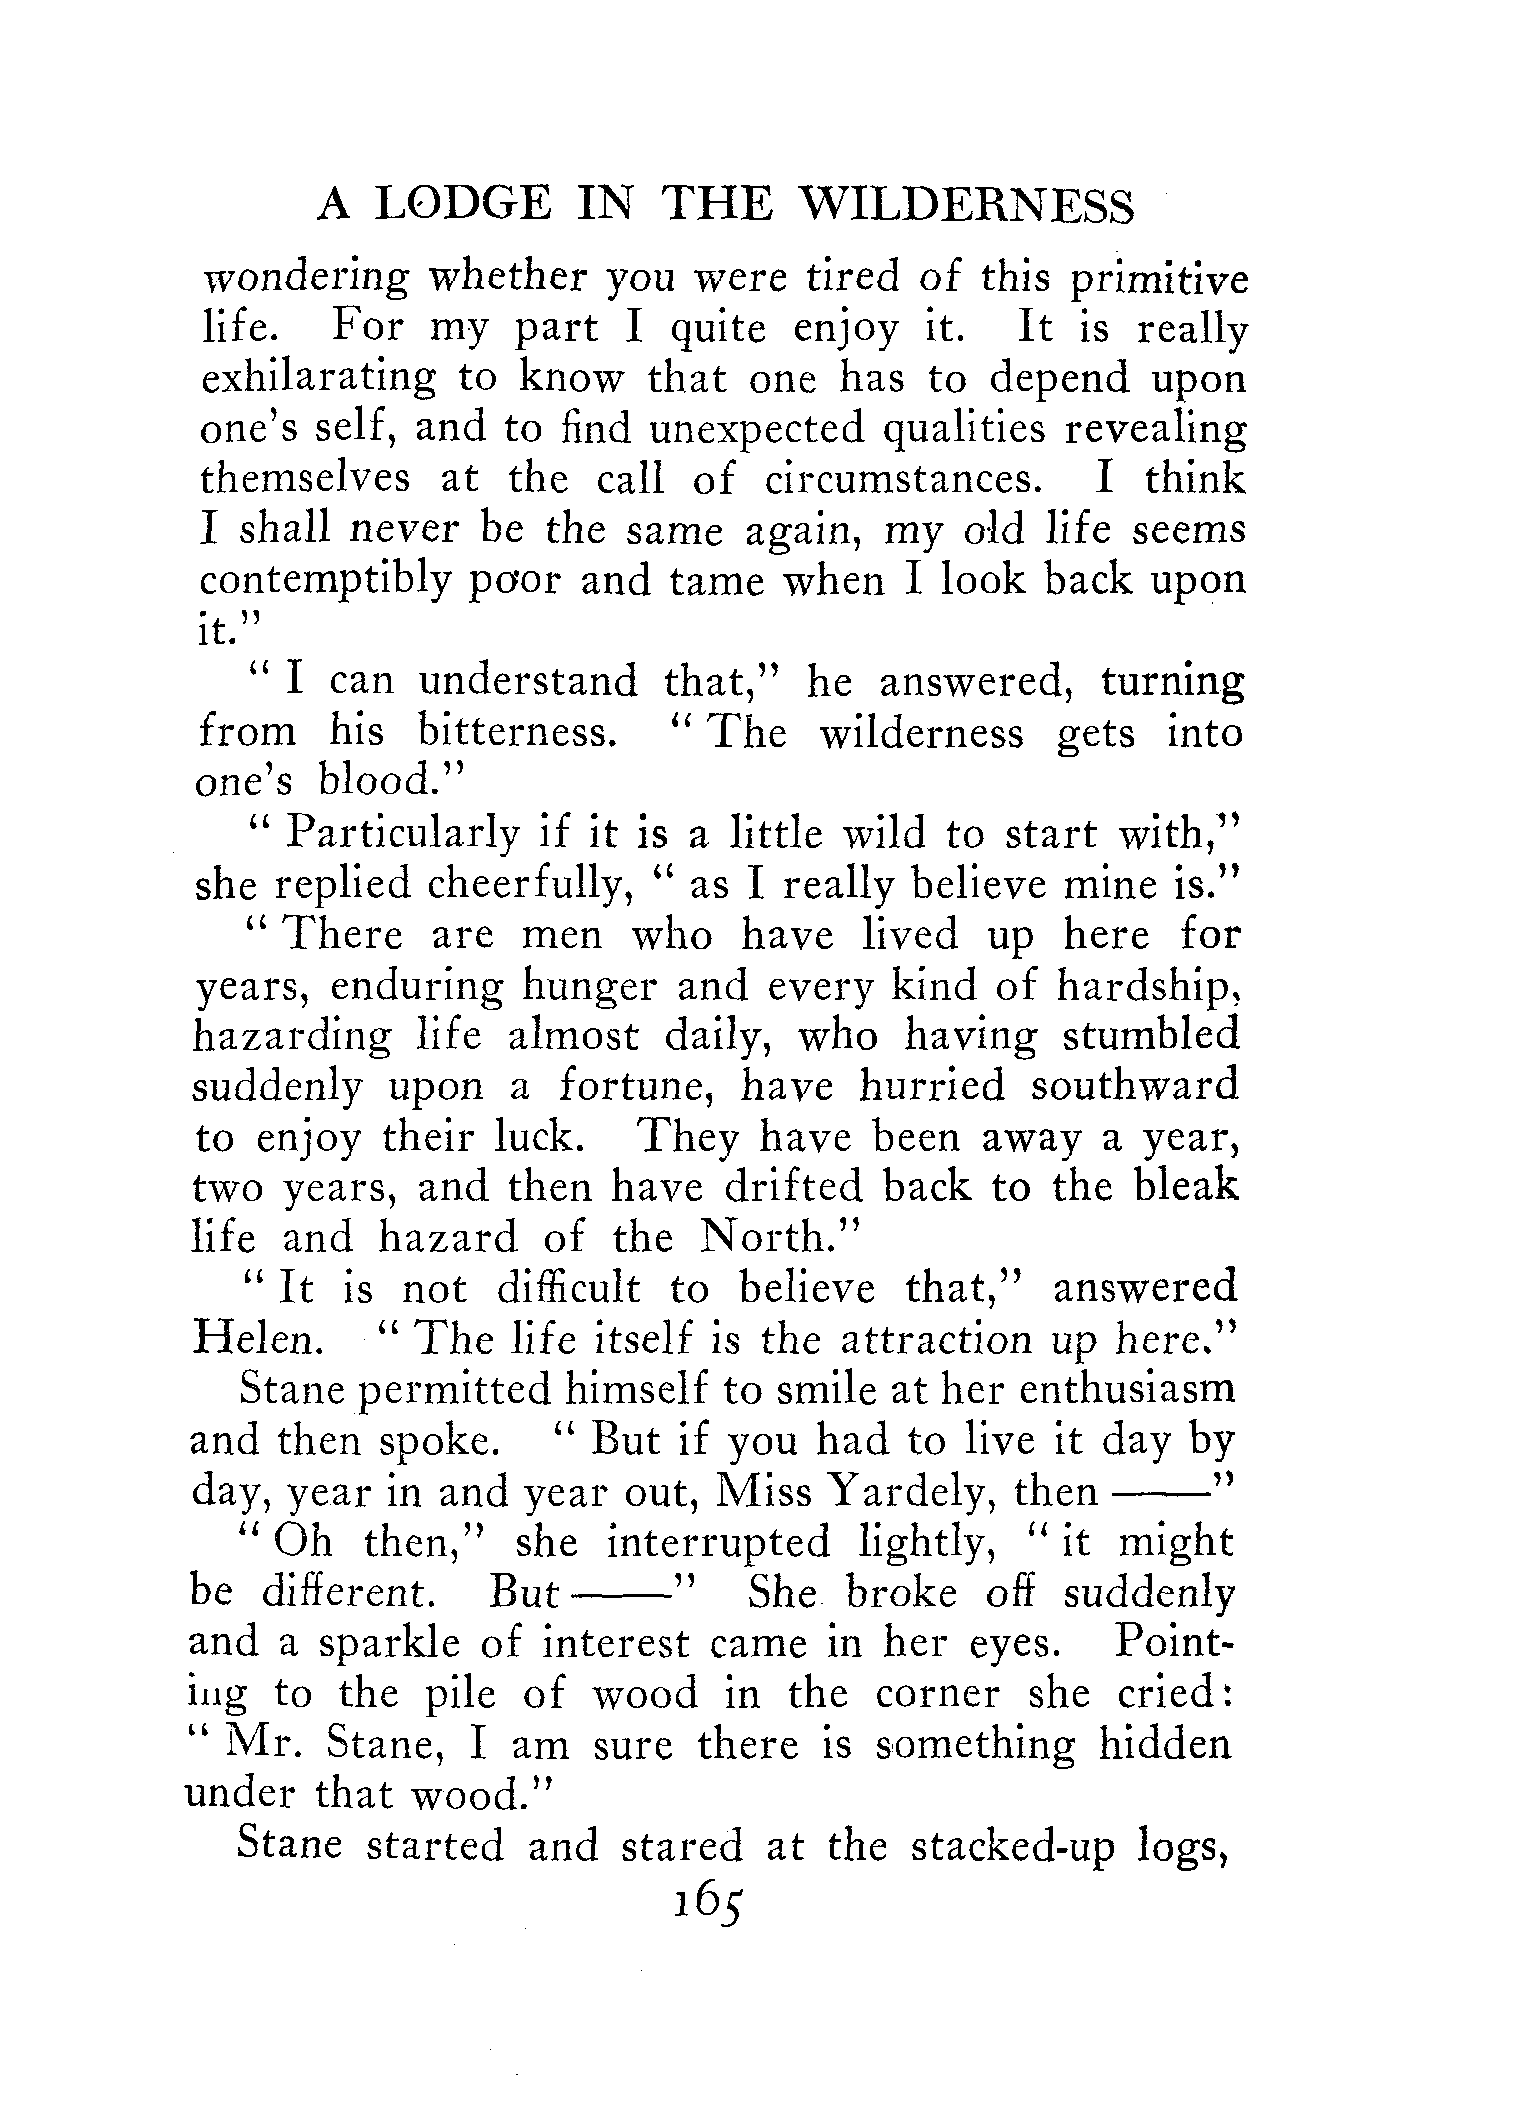 A LODGE IN THE WILDERNESS
wondering whether you were tired of this primitive
life. For my part I quite enjoy it. It is really
exhilarating to know that one has to depend upon
one's self, and to find unexpected qualities revealing
themselves at the call of circumstances. I think
I shall never be the same again, my old life seems
contemptibly poor and tame when I look back upon
it."
" I can understand that," he answered, turning
from his bitterness. " The wilderness gets into
one's blood."
" Particularly if it is a little wild to start with,"
she replied cheerfully, " as I really believe mine is."
" There are men who have lived up here for
years, enduring hunger and every kind of hardship,
hazarding life almost daily, who having stumbled
suddenly upon a fortune, have hurried southward
to enjoy their luck. They have been away a year,
two years, and then have drifted back to the bleak
life and hazard of the North."
" It is not difficult to believe that," answered
Helen. " The life itself is the attraction up here."
Stane permitted himself to smile at her enthusiasm
and then spoke. " But if you had to live it day by
day, year in and year out, Miss Yardely, then ——"
" Oh then," she interrupted lightly, " it might
be different. But ——" She broke off suddenly
and a sparkle of interest came in her eyes. Point-
ing to the pile of wood in the corner she cried:
" Mr. Stane, I am sure there is something hidden
under that wood."
Stane started and stared at the stacked-up logs,
165